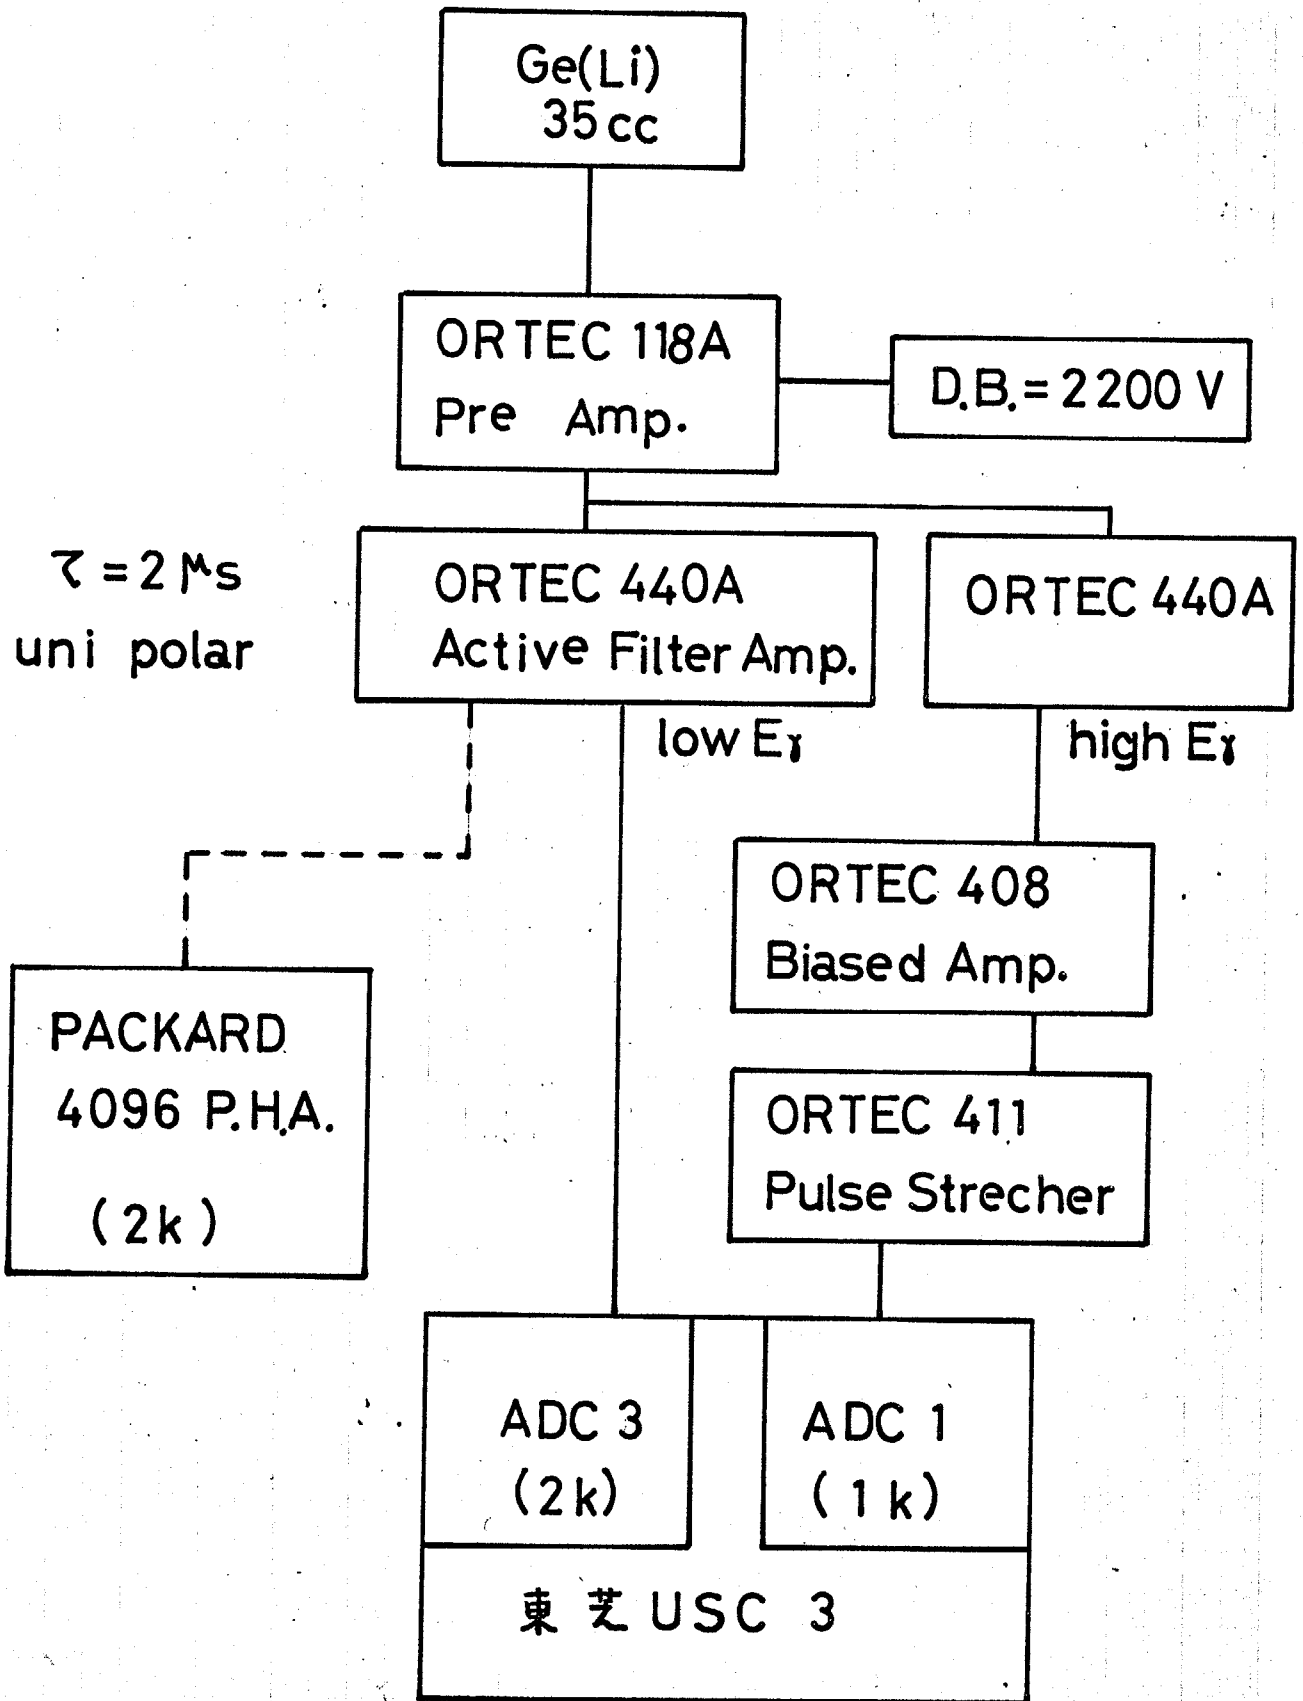 Ge(Li)
35cc
ORTEC 118A
Pre Amp.
D.B.=2200 V
τ=2μs
uni polar
ORTEC 440A
Active Filter Amp.
ORTEC 440A
low Eγ
high Eγ
ORTEC 408
Biased Amp.
PACKARD
4096 P.H.A.
(2k)
ORTEC 411
Pulse Strecher
ADC 3
(2k)
ADC 1
(1k)
東芝 USC 3